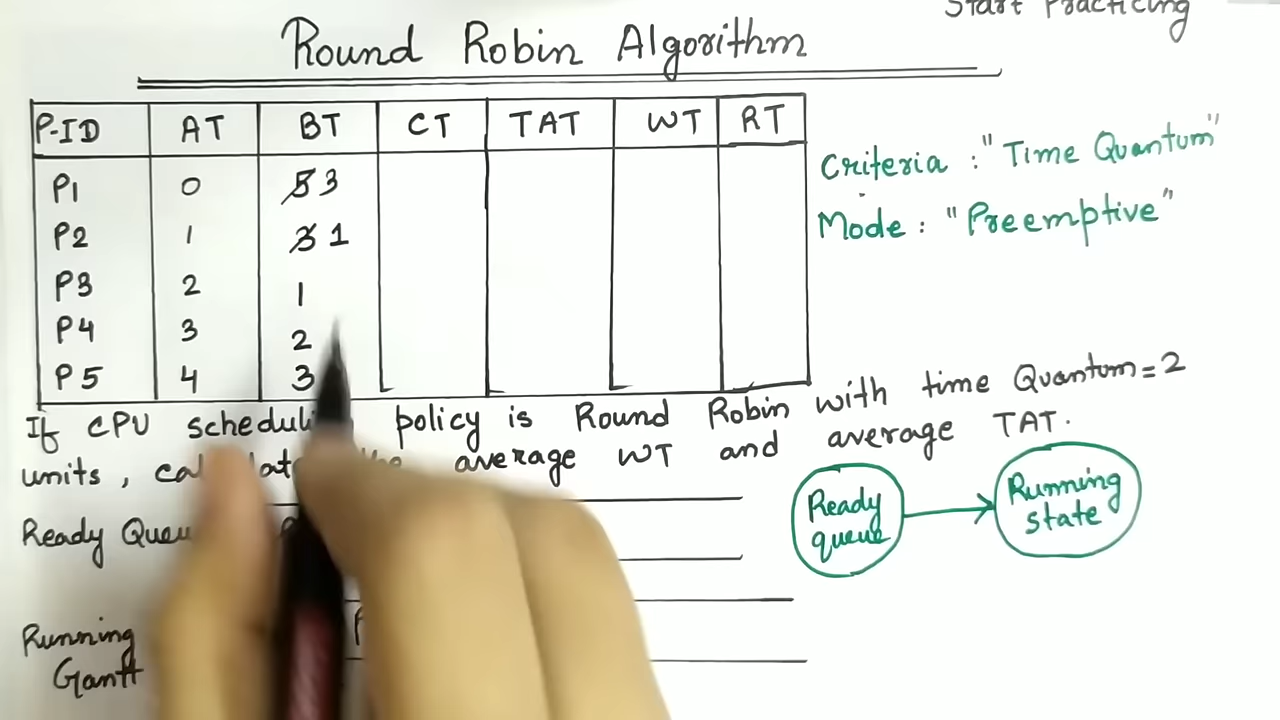 Start Practicing
Round Robin Algorithm
P-ID AT BT CT TAT WT RT
P1 0 5 3
P2 1 3 1
P3 2 1
P4 3 2
P5 4 3
Criteria : "Time Quantum"
Mode : "Preemptive"
If CPU policy is Round Robin with time Quantum=2
units, average WT and average TAT.
Ready queue
Running state
Ready
Running
Gantt